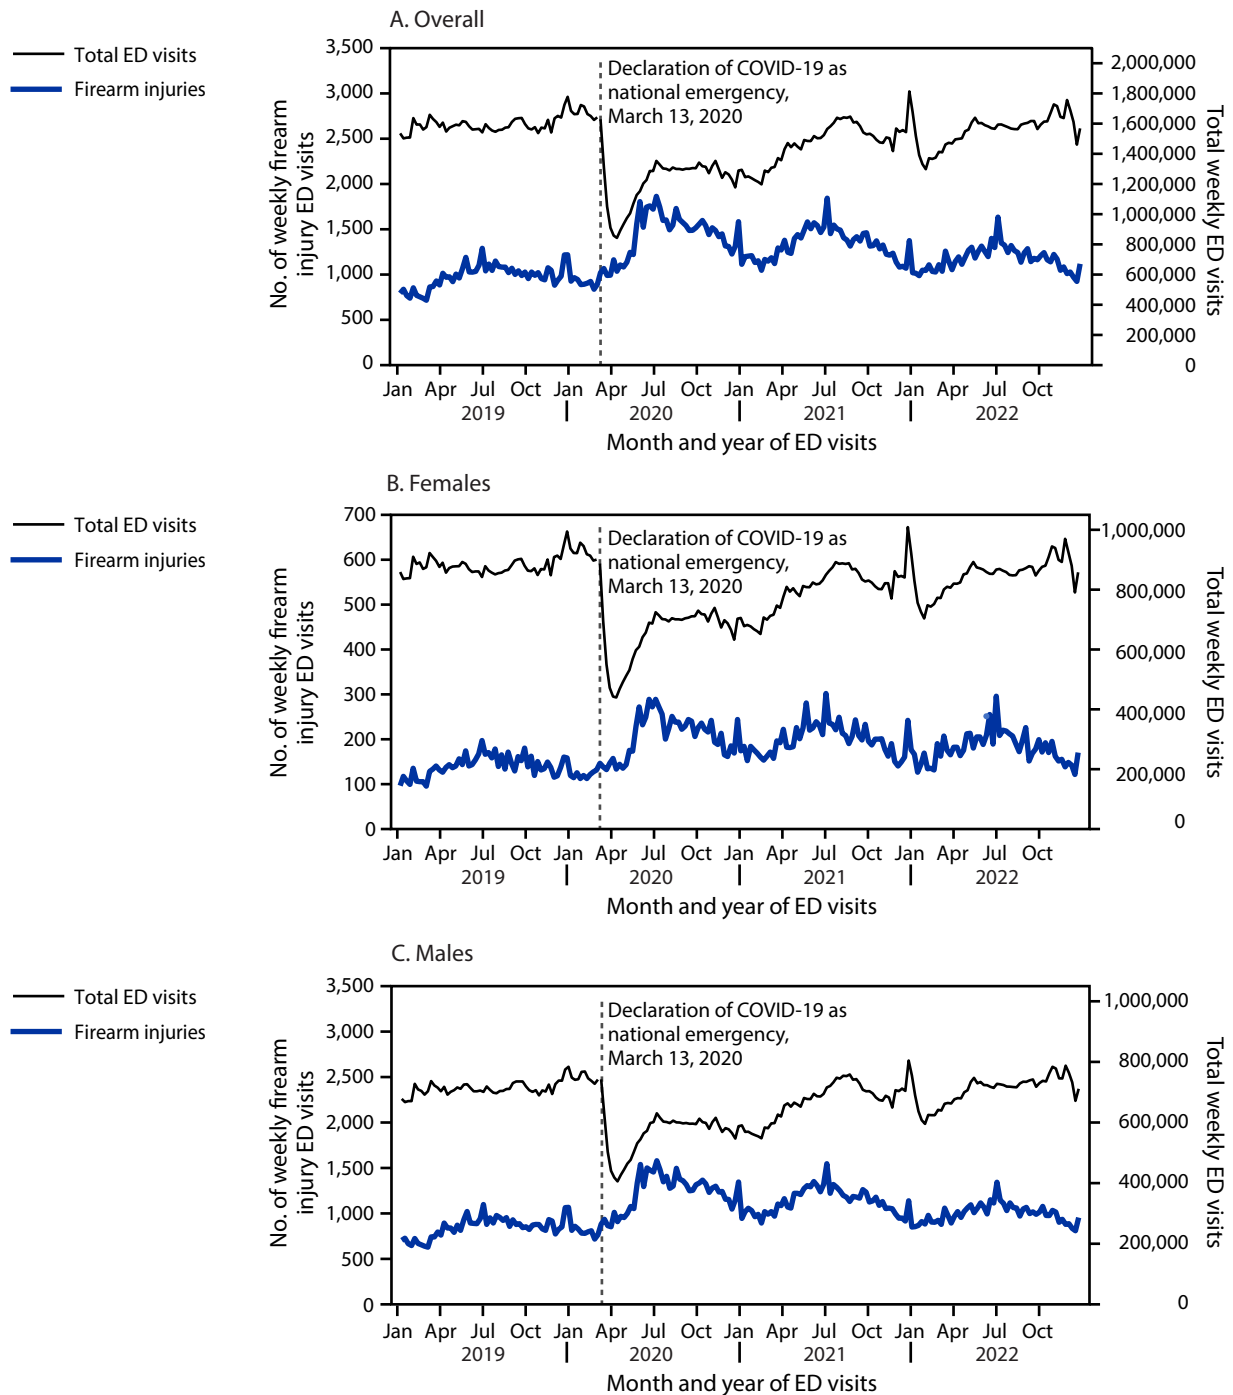 A. Overall
Total ED visits
Firearm injuries
No. of weekly firearm
injury ED visits
3,500
3,000
2,500
2,000
1,500
1,000
500
0
Declaration of COVID-19 as
national emergency,
March 13, 2020
2,000,000
1,800,000
1,600,000
1,400,000
1,200,000
1,000,000
800,000
600,000
400,000
200,000
0
Total weekly ED visits
Jan Apr Jul Oct Jan Apr Jul Oct Jan Apr Jul Oct Jan Apr Jul Oct
2019 2020 2021 2022
Month and year of ED visits
B. Females
Total ED visits
Firearm injuries
No. of weekly firearm
injury ED visits
700
600
500
400
300
200
100
0
Declaration of COVID-19 as
national emergency,
March 13, 2020
1,000,000
800,000
600,000
400,000
200,000
0
Total weekly ED visits
Jan Apr Jul Oct Jan Apr Jul Oct Jan Apr Jul Oct Jan Apr Jul Oct
2019 2020 2021 2022
Month and year of ED visits
C. Males
Total ED visits
Firearm injuries
No. of weekly firearm
injury ED visits
3,500
3,000
2,500
2,000
1,500
1,000
500
0
Declaration of COVID-19 as
national emergency,
March 13, 2020
1,000,000
800,000
600,000
400,000
200,000
0
Total weekly ED visits
Jan Apr Jul Oct Jan Apr Jul Oct Jan Apr Jul Oct Jan Apr Jul Oct
2019 2020 2021 2022
Month and year of ED visits